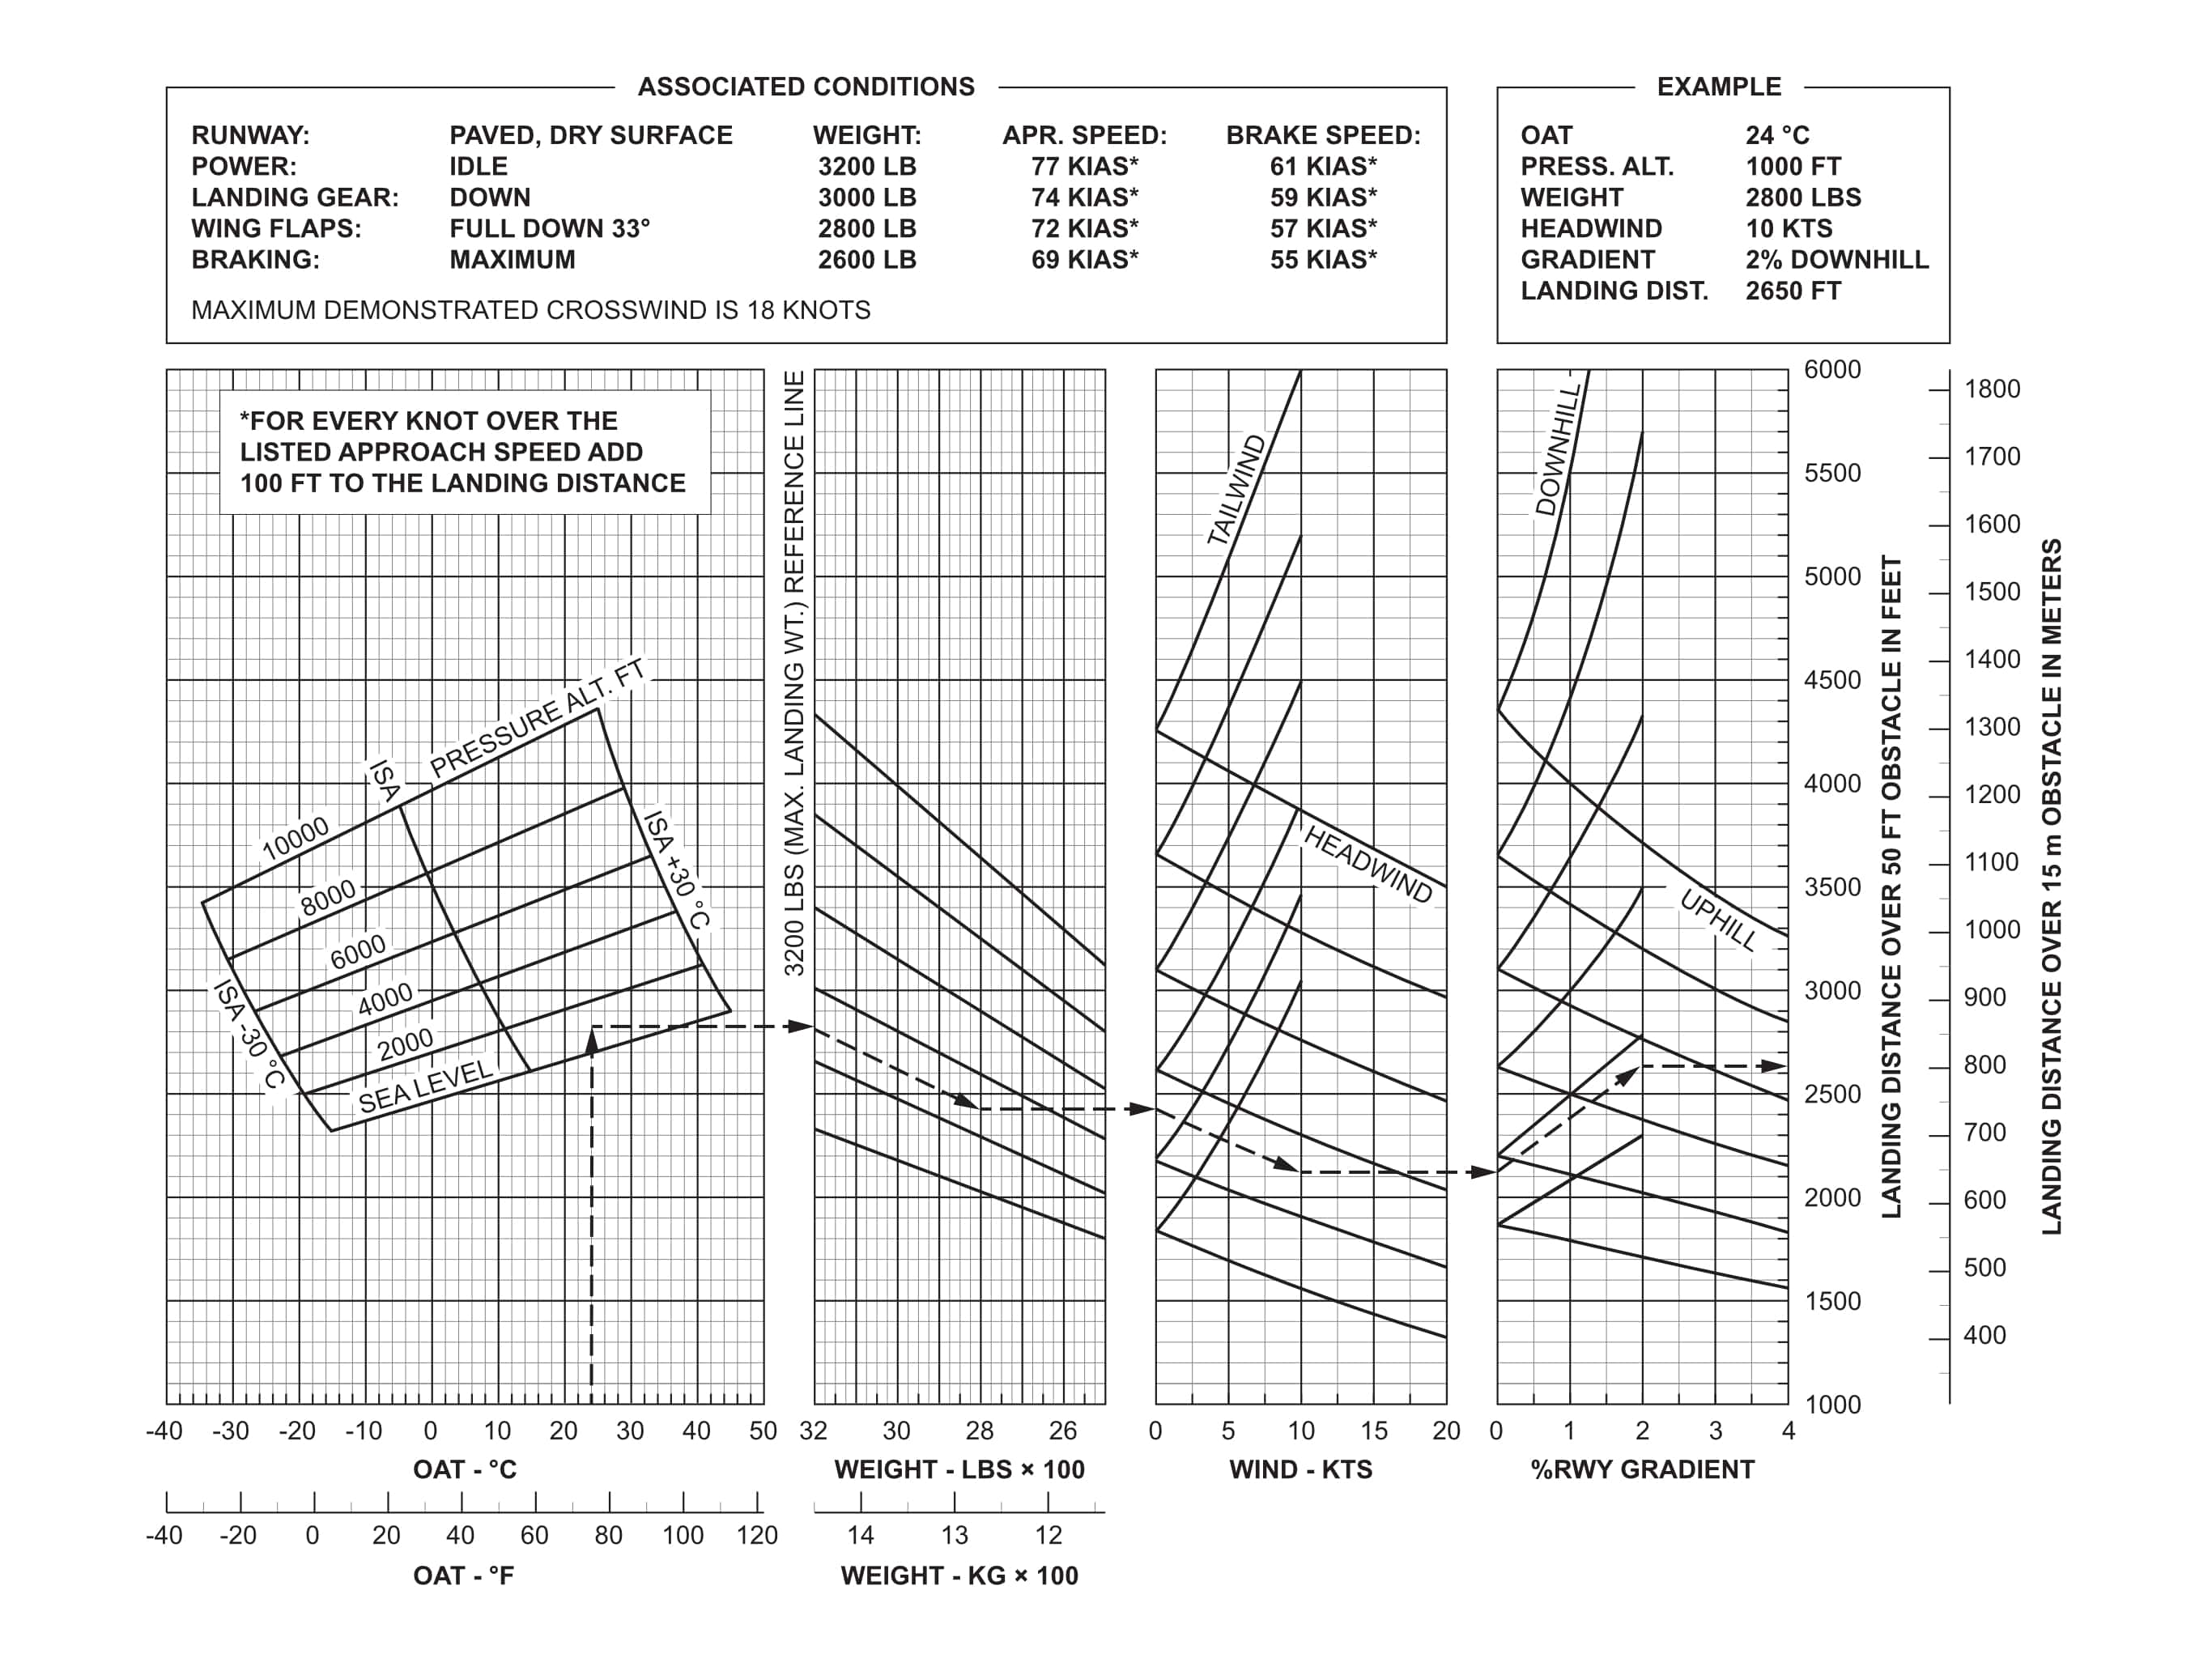 ASSOCIATED CONDITIONS
RUNWAY: PAVED, DRY SURFACE WEIGHT: APR. SPEED: BRAKE SPEED:
POWER: IDLE 3200 LB 77 KIAS* 61 KIAS*
LANDING GEAR: DOWN 3000 LB 74 KIAS* 59 KIAS*
WING FLAPS: FULL DOWN 33° 2800 LB 72 KIAS* 57 KIAS*
BRAKING: MAXIMUM 2600 LB 69 KIAS* 55 KIAS*
MAXIMUM DEMONSTRATED CROSSWIND IS 18 KNOTS
EXAMPLE
OAT 24 °C
PRESS. ALT. 1000 FT
WEIGHT 2800 LBS
HEADWIND 10 KTS
GRADIENT 2% DOWNHILL
LANDING DIST. 2650 FT
*FOR EVERY KNOT OVER THE
LISTED APPROACH SPEED ADD
100 FT TO THE LANDING DISTANCE
PRESSURE ALT. FT
ISA
10000
8000
6000
4000
2000
SEA LEVEL
ISA -30 °C
ISA +30 °C
3200 LBS (MAX. LANDING WT.) REFERENCE LINE
TAILWIND
HEADWIND
DOWNHILL
UPHILL
6000
5500
5000
4500
4000
3500
3000
2500
2000
1500
1000
LANDING DISTANCE OVER 50 FT OBSTACLE IN FEET
1800
1700
1600
1500
1400
1300
1200
1100
1000
900
800
700
600
500
400
LANDING DISTANCE OVER 15 m OBSTACLE IN METERS
-40 -30 -20 -10 0 10 20 30 40 50
OAT - °C
-40 -20 0 20 40 60 80 100 120
OAT - °F
32 30 28 26
WEIGHT - LBS × 100
14 13 12
WEIGHT - KG × 100
0 5 10 15 20
WIND - KTS
0 1 2 3 4
%RWY GRADIENT